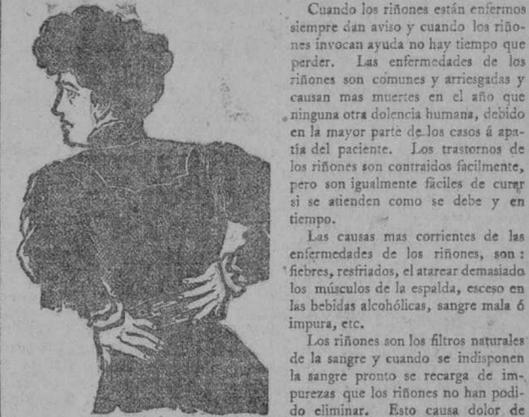 Cuando los riñones están enfermos
siempre dan aviso y cuando los riño-
nes invocan ayuda no hay tiempo que
perder. Las enfermedades de los
riñones son comunes y arriesgadas y
causan mas muertes en el año que
ninguna otra dolencia humana, debido
en la mayor parte de los casos á apa-
tía del paciente. Los trastornos de
los riñones son contraidos facilmente,
pero son igualmente fáciles de curar
si se atienden como se debe y en
tiempo.
Las causas mas corrientes de las
enfermedades de los riñones, son :
fiebres, resfriados, el atarear demasiado
los músculos de la espalda, esceso en
las bebidas alcohólicas, sangre mala ó
impura, etc.
Los riñones son los filtros naturales
de la sangre y cuando se indisponen
la sangre pronto se recarga de im-
purezas que los riñones no han podi-
do eliminar. Esto causa dolor de